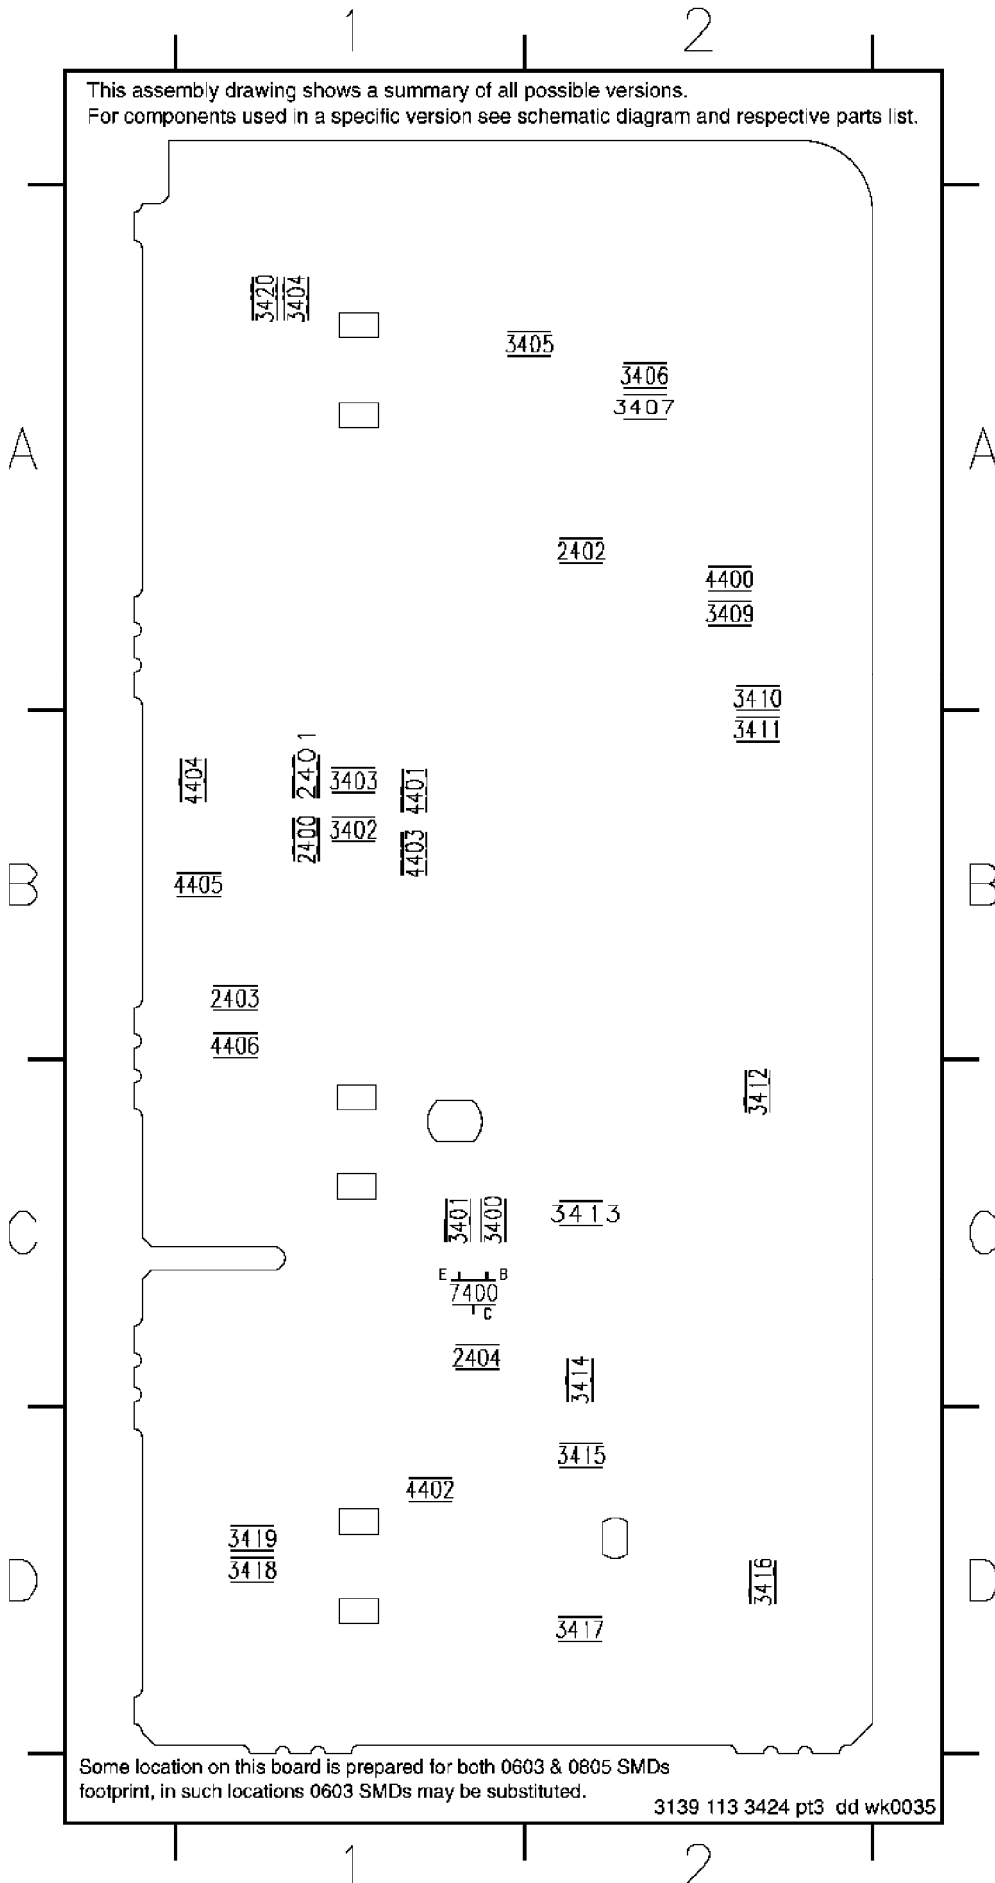 1 2
This assembly drawing shows a summary of all possible versions.
For components used in a specific version see schematic diagram and respective parts list.
3420 3404
3405
3406
3407
A A
2402
4400
3409
3410
3411
4404 2401 3403 4401
2400 3402 4403
B B
4405
2403
4406
3412
3401 3400 3413
C C
E B
7400
C
2404
3414
3415
4402
3419
3418
D D
3416
3417
Some location on this board is prepared for both 0603 & 0805 SMDs
footprint, in such locations 0603 SMDs may be substituted.
3139 113 3424 pt3 dd wk0035
1 2